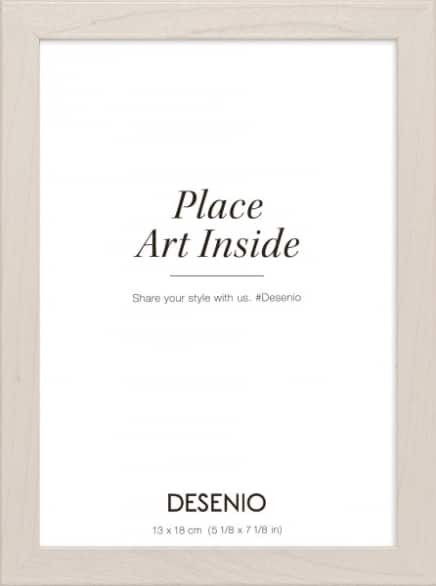 Place
Art Inside
Share your style with us. #Desenio
DESENIO
13 x 18 cm (5 1/8 x 7 1/8 in)